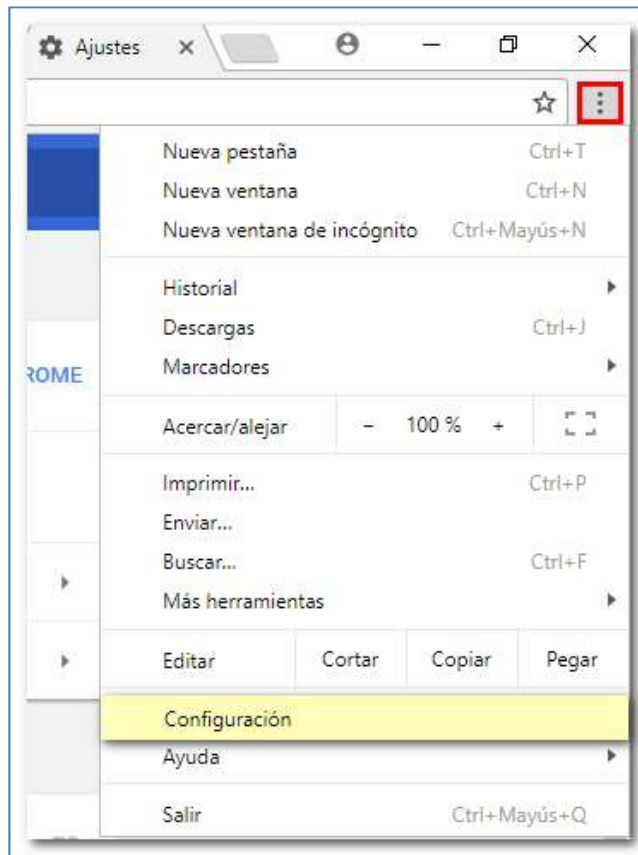 Ajustes
Nueva pestaña Ctrl+T
Nueva ventana Ctrl+N
Nueva ventana de incógnito Ctrl+Mayús+N
Historial
Descargas Ctrl+J
Marcadores
ROME
Acercar/alejar - 100 % +
Imprimir... Ctrl+P
Enviar...
Buscar... Ctrl+F
Más herramientas
Editar Cortar Copiar Pegar
Configuración
Ayuda
Salir Ctrl+Mayús+Q